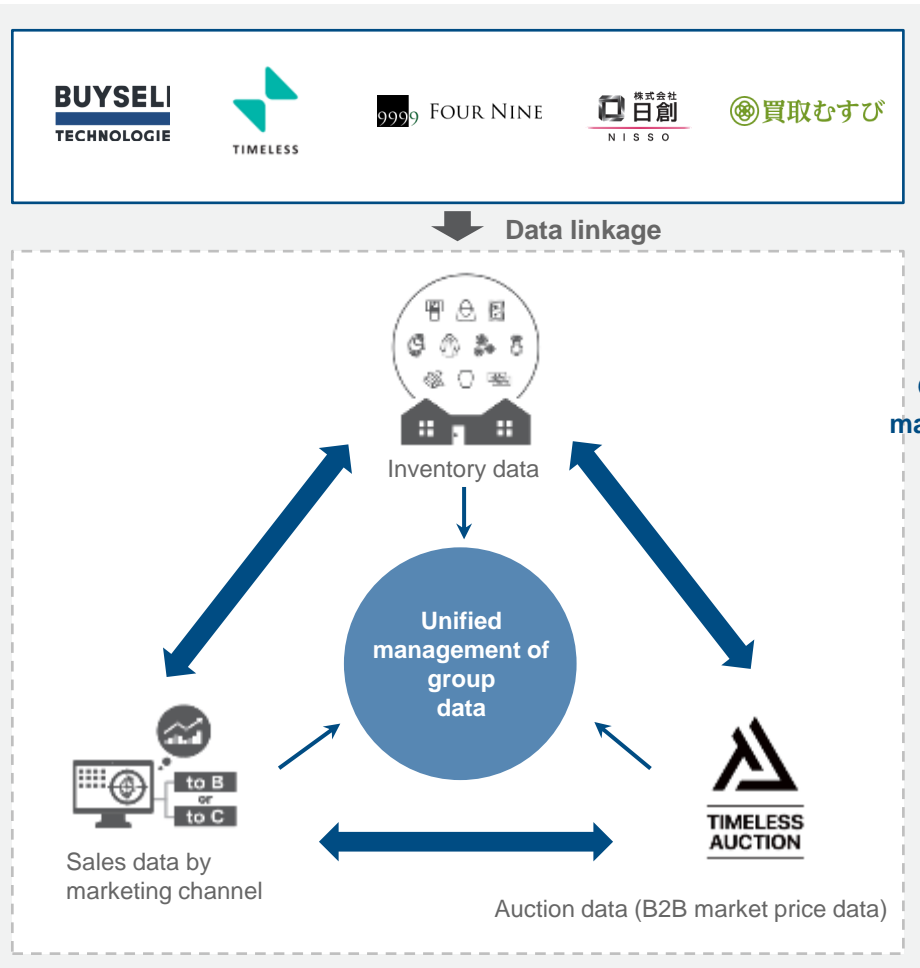 BUYSELL
TECHNOLOGIE
TIMELESS
9999 FOUR NINE
株式会社
日創
NISSO
買取むすび
Data linkage
Inventory data
Unified
management of
group
data
to B
or
to C
Sales data by
marketing channel
TIMELESS
AUCTION
Auction data (B2B market price data)
ma